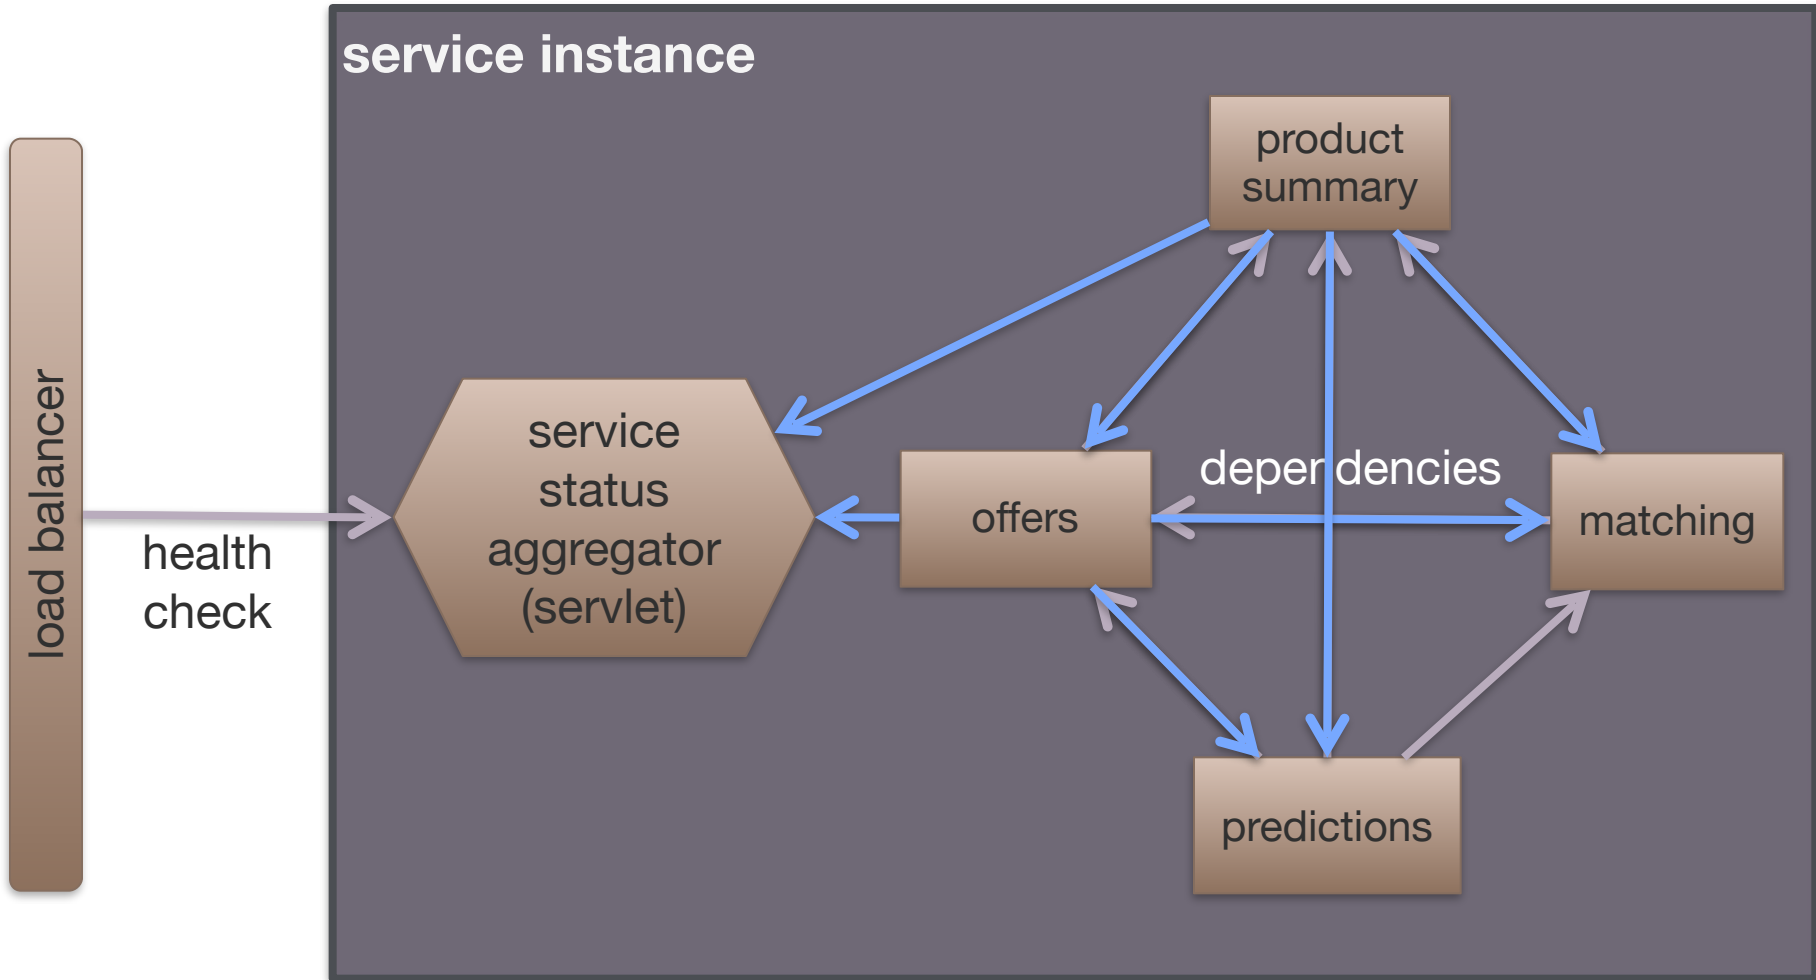 service instance
product
summary
load balancer
health
check
service
status
aggregator
(servlet)
offers
dependencies
matching
predictions